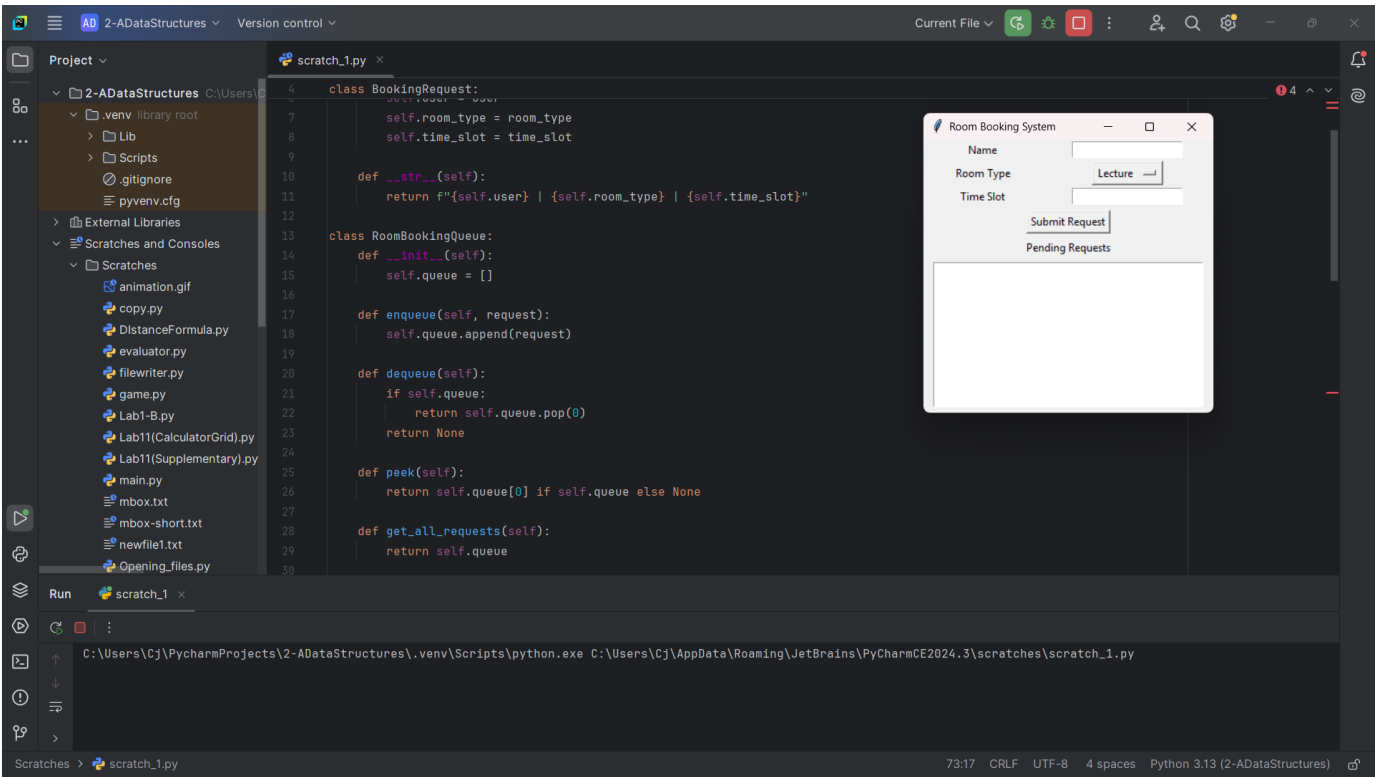 AD 2-ADataStructures Version control Current File
Project
scratch_1.py
2-ADataStructures C:\Users\C
.venv library root
Lib
Scripts
.gitignore
pyvenv.cfg
External Libraries
Scratches and Consoles
Scratches
animation.gif
copy.py
DIstanceFormula.py
evaluator.py
filewriter.py
game.py
Lab1-B.py
Lab11(CalculatorGrid).py
Lab11(Supplementary).py
main.py
mbox.txt
mbox-short.txt
newfile1.txt
Opening_files.py
4 class BookingRequest:
4
6 self.user = user
7 self.room_type = room_type
8 self.time_slot = time_slot
9
10 def __str__(self):
11 return f"{self.user} | {self.room_type} | {self.time_slot}"
12
13 class RoomBookingQueue:
14 def __init__(self):
15 self.queue = []
16
17 def enqueue(self, request):
18 self.queue.append(request)
19
20 def dequeue(self):
21 if self.queue:
22 return self.queue.pop(0)
23 return None
24
25 def peek(self):
26 return self.queue[0] if self.queue else None
27
28 def get_all_requests(self):
29 return self.queue
30
Room Booking System
Name
Room Type Lecture
Time Slot
Submit Request
Pending Requests
Run scratch_1
C:\Users\Cj\PycharmProjects\2-ADataStructures\.venv\Scripts\python.exe C:\Users\Cj\AppData\Roaming\JetBrains\PyCharmCE2024.3\scratches\scratch_1.py
Scratches > scratch_1.py 73:17 CRLF UTF-8 4 spaces Python 3.13 (2-ADataStructures)